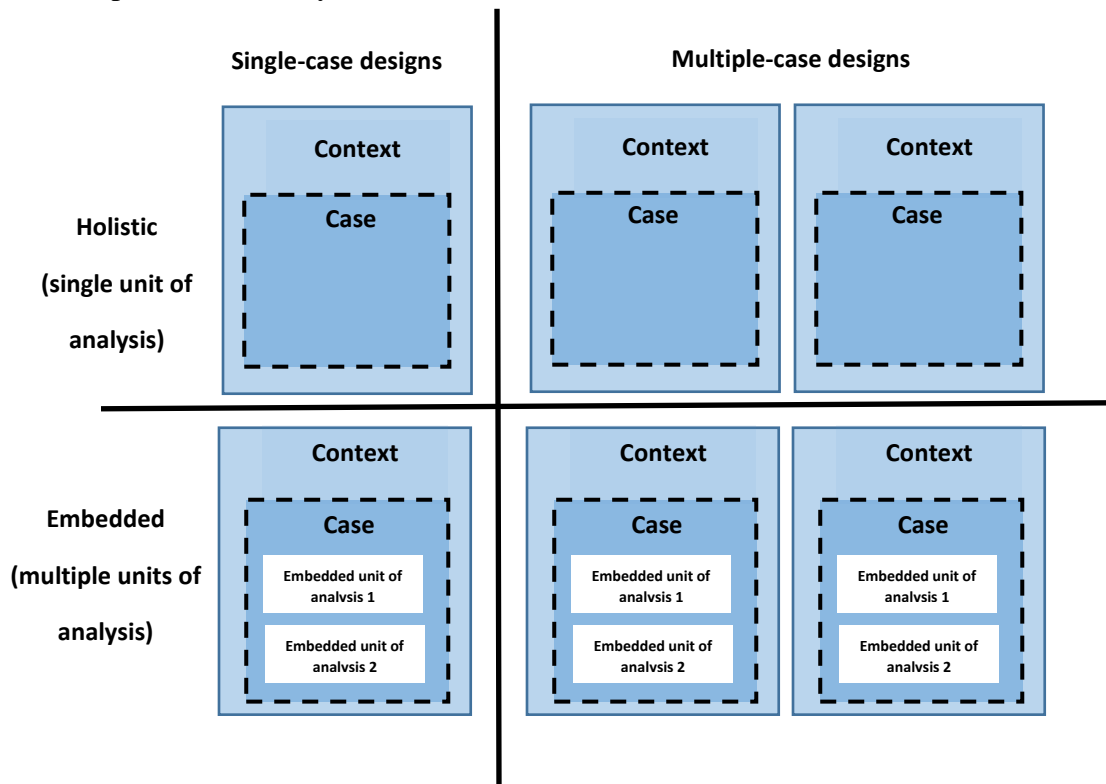 Single-case designs
Multiple-case designs
Context
Context
Context
Case
Case
Case
Holistic
(single unit of
analysis)
Context
Context
Context
Embedded
(multiple units of
analysis)
Case
Case
Case
Embedded unit of
analysis 1
Embedded unit of
analysis 1
Embedded unit of
analysis 1
Embedded unit of
analysis 2
Embedded unit of
analysis 2
Embedded unit of
analysis 2